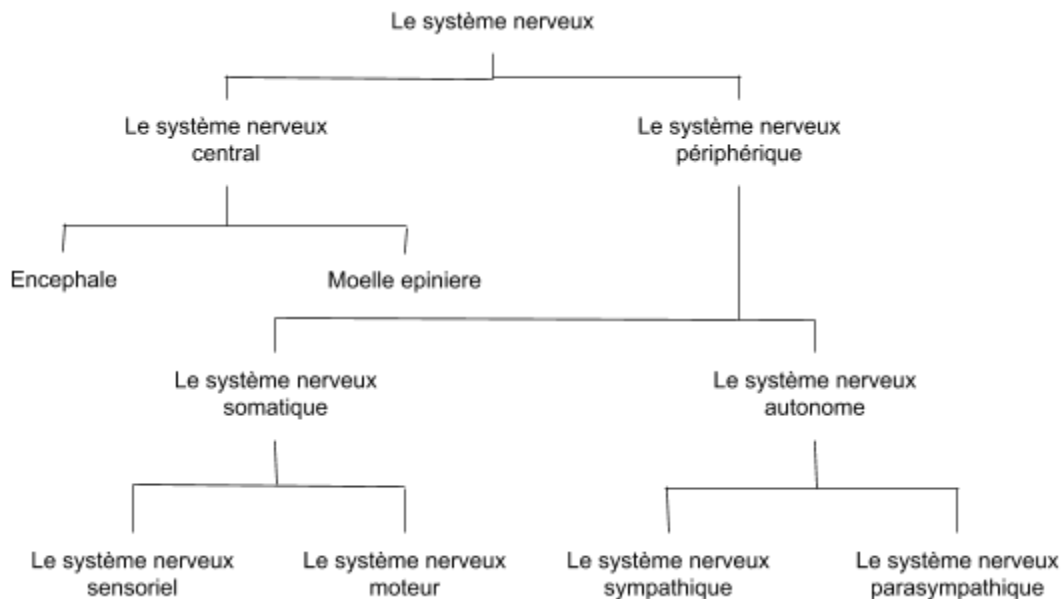 Le système nerveux
Le système nerveux
central
Le système nerveux
périphérique
Encephale
Moelle epiniere
Le système nerveux
somatique
Le système nerveux
autonome
Le système nerveux
sensoriel
Le système nerveux
moteur
Le système nerveux
sympathique
Le système nerveux
parasympathique